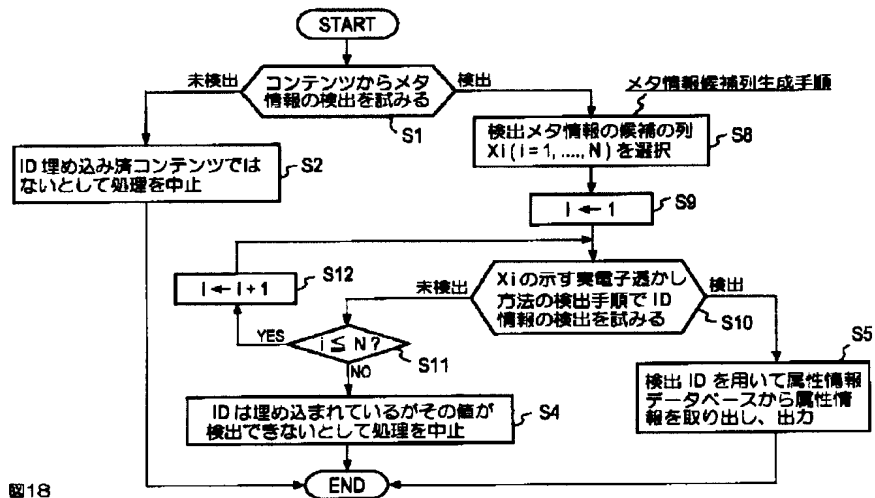 START
未検出
コンテンツからメタ
情報の検出を試みる
検出
S1
メタ情報候補列生成手順
検出メタ情報の候補の列
Xi ( i = 1, ...., N ) を選択
S8
ID 埋め込み済コンテンツでは
ないとして処理を中止
S2
I ← 1
S9
I ← I + 1
S12
未検出
Xi の示す実電子透かし
方法の検出手順で ID
情報の検出を試みる
検出
S10
YES
i ≦ N ?
S11
NO
S5
検出 ID を用いて属性情報
データベースから属性情
報を取り出し、出力
IDは埋め込まれているがその値が
検出できないとして処理を中止
S4
END
図18